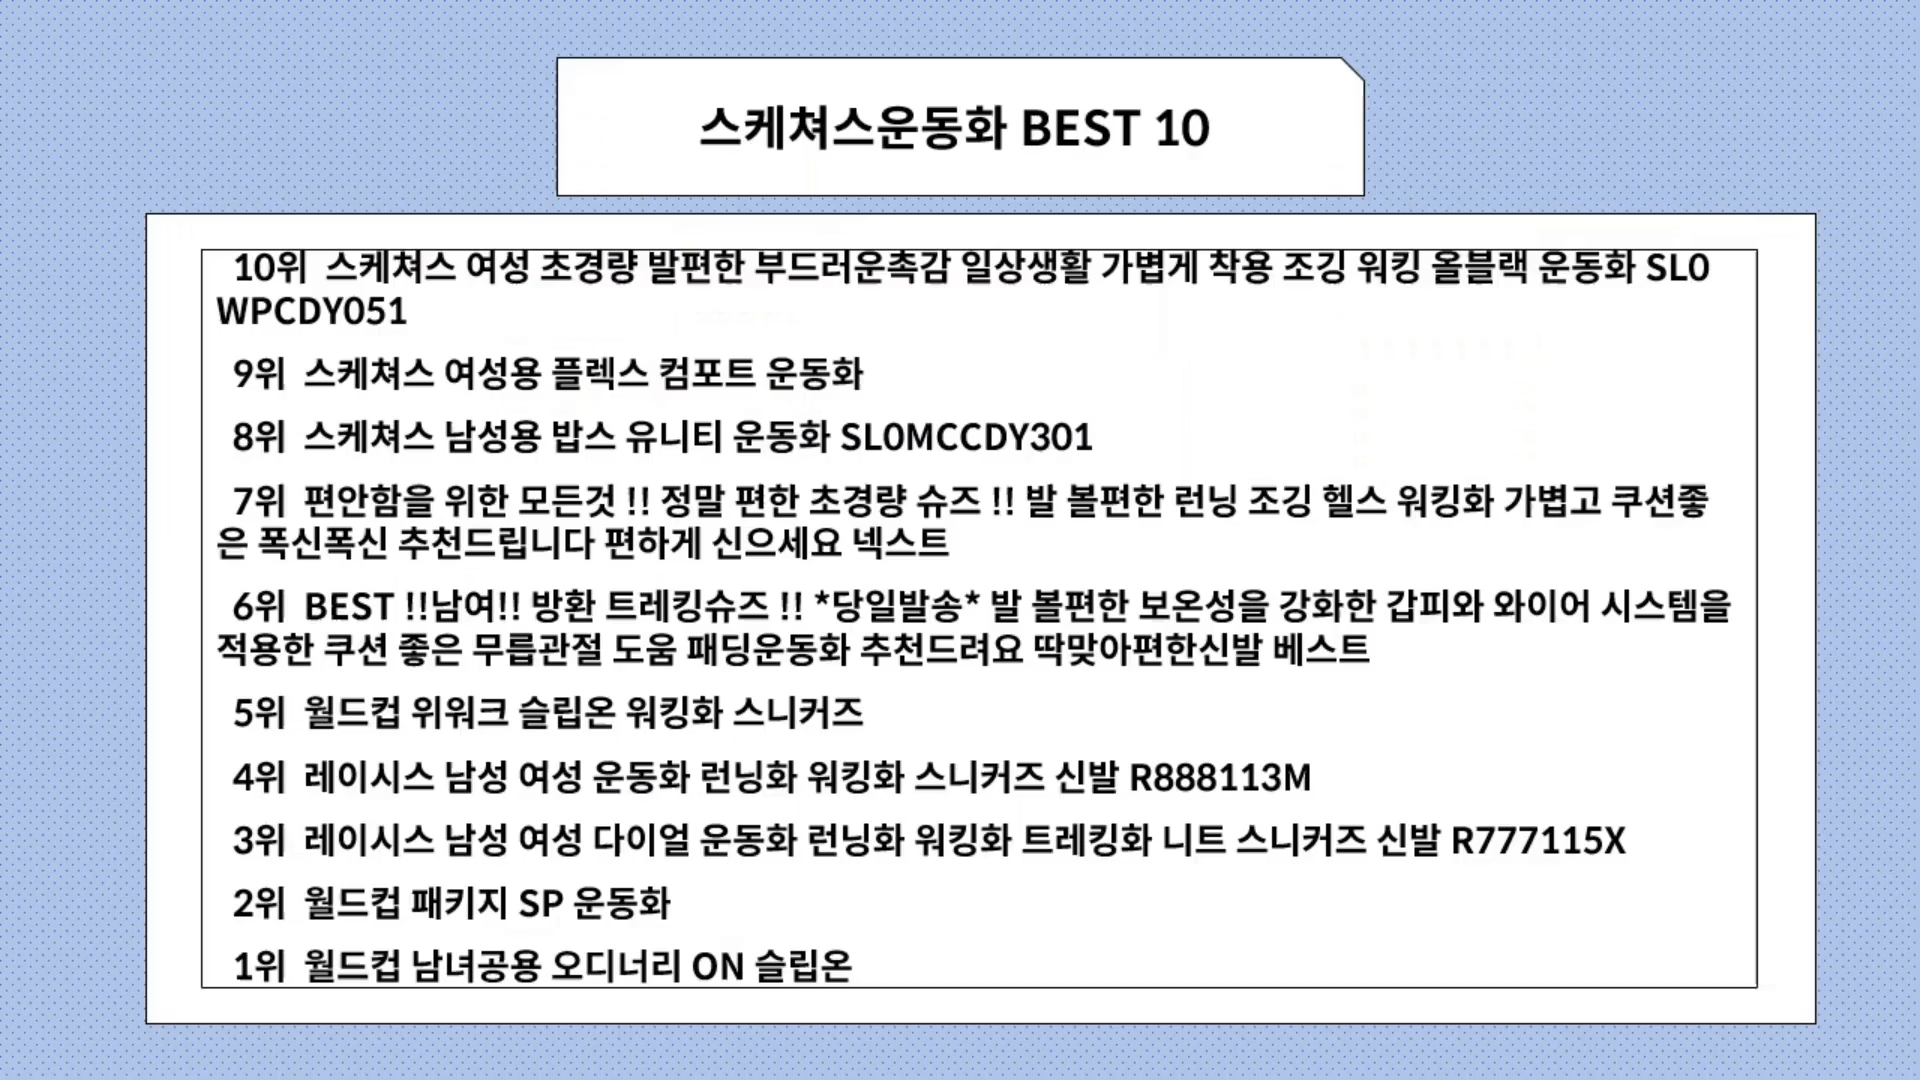 스케쳐스운동화 BEST 10
10위 스케쳐스 여성 초경량 발편한 부드러운촉감 일상생활 가볍게 착용 조깅 워킹 올블랙 운동화 SL0
WPCDY051
9위 스케쳐스 여성용 플렉스 컴포트 운동화
8위 스케쳐스 남성용 밥스 유니티 운동화 SL0MCCDY301
7위 편안함을 위한 모든것 !! 정말 편한 초경량 슈즈 !! 발 볼편한 런닝 조깅 헬스 워킹화 가볍고 쿠션좋
은 폭신폭신 추천드립니다 편하게 신으세요 넥스트
6위 BEST !!남여!! 방환 트레킹슈즈 !! *당일발송* 발 볼편한 보온성을 강화한 갑피와 와이어 시스템을
적용한 쿠션 좋은 무릅관절 도움 패딩운동화 추천드려요 딱맞아편한신발 베스트
5위 월드컵 위워크 슬립온 워킹화 스니커즈
4위 레이시스 남성 여성 운동화 런닝화 워킹화 스니커즈 신발 R888113M
3위 레이시스 남성 여성 다이얼 운동화 런닝화 워킹화 트레킹화 니트 스니커즈 신발 R777115X
2위 월드컵 패키지 SP 운동화
1위 월드컵 남녀공용 오디너리 ON 슬립온